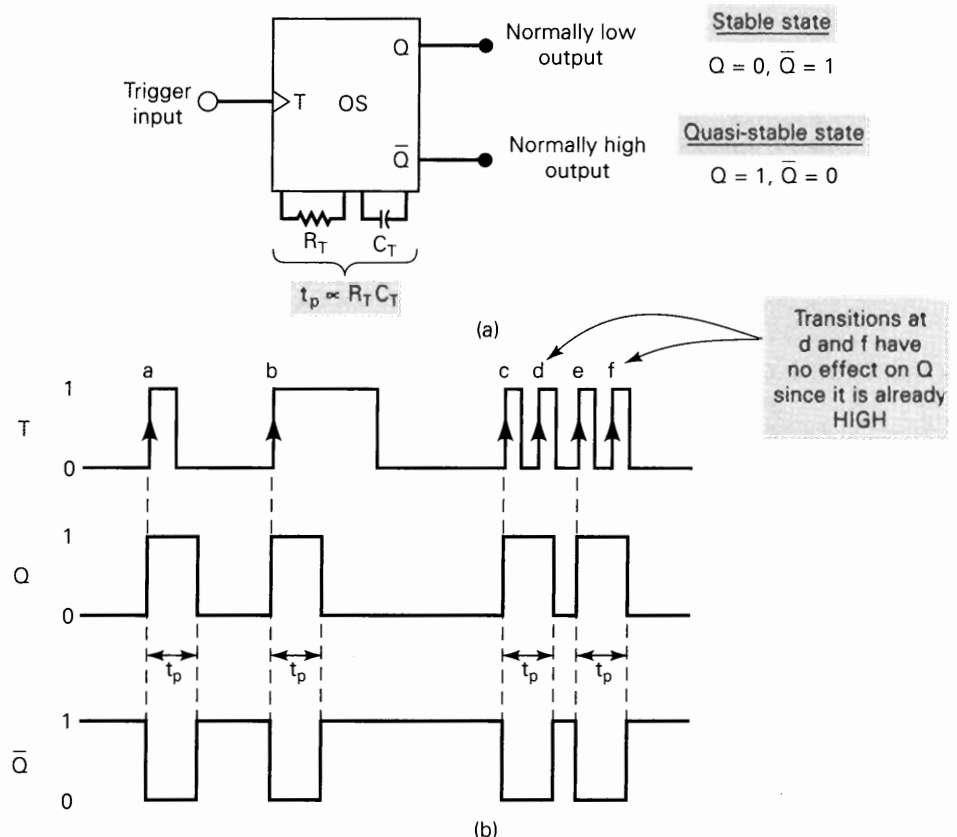 Stable state
Q = 0, Q̅ = 1
Quasi-stable state
Q = 1, Q̅ = 0
Trigger
input
T
OS
Q
Q̅
Normally low
output
Normally high
output
R_T
C_T
t_p ∝ R_T C_T
(a)
Transitions at
d and f have
no effect on Q
since it is already
HIGH
a
b
c
d
e
f
T
1
0
Q
1
0
t_p
t_p
t_p
t_p
Q̅
1
0
(b)